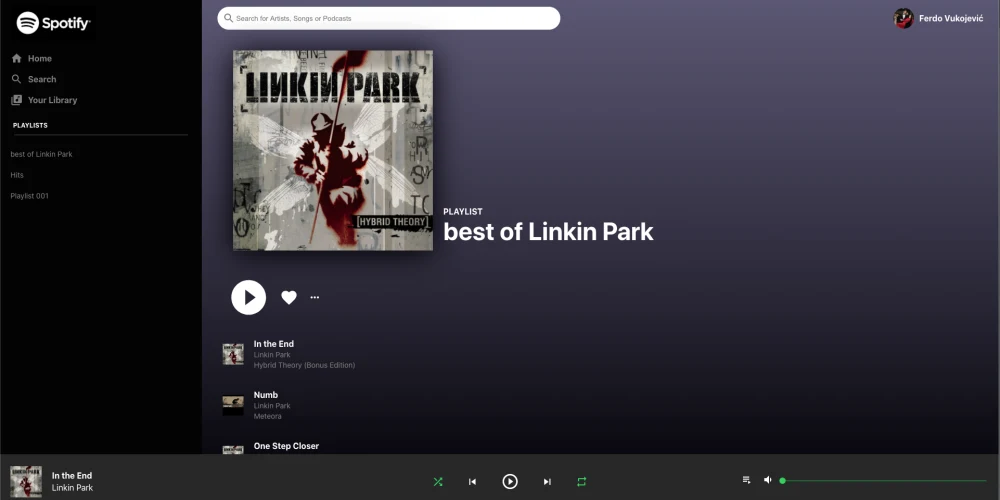 Spotify
Search for Artists, Songs or Podcasts
Ferdo Vukojević
Home
Search
Your Library
PLAYLISTS
best of Linkin Park
Hits
Playlist 001
LINKIN PARK
[HYBRID THEORY]
PLAYLIST
best of Linkin Park
In the End
Linkin Park
Hybrid Theory (Bonus Edition)
Numb
Linkin Park
Meteora
One Step Closer
In the End
Linkin Park